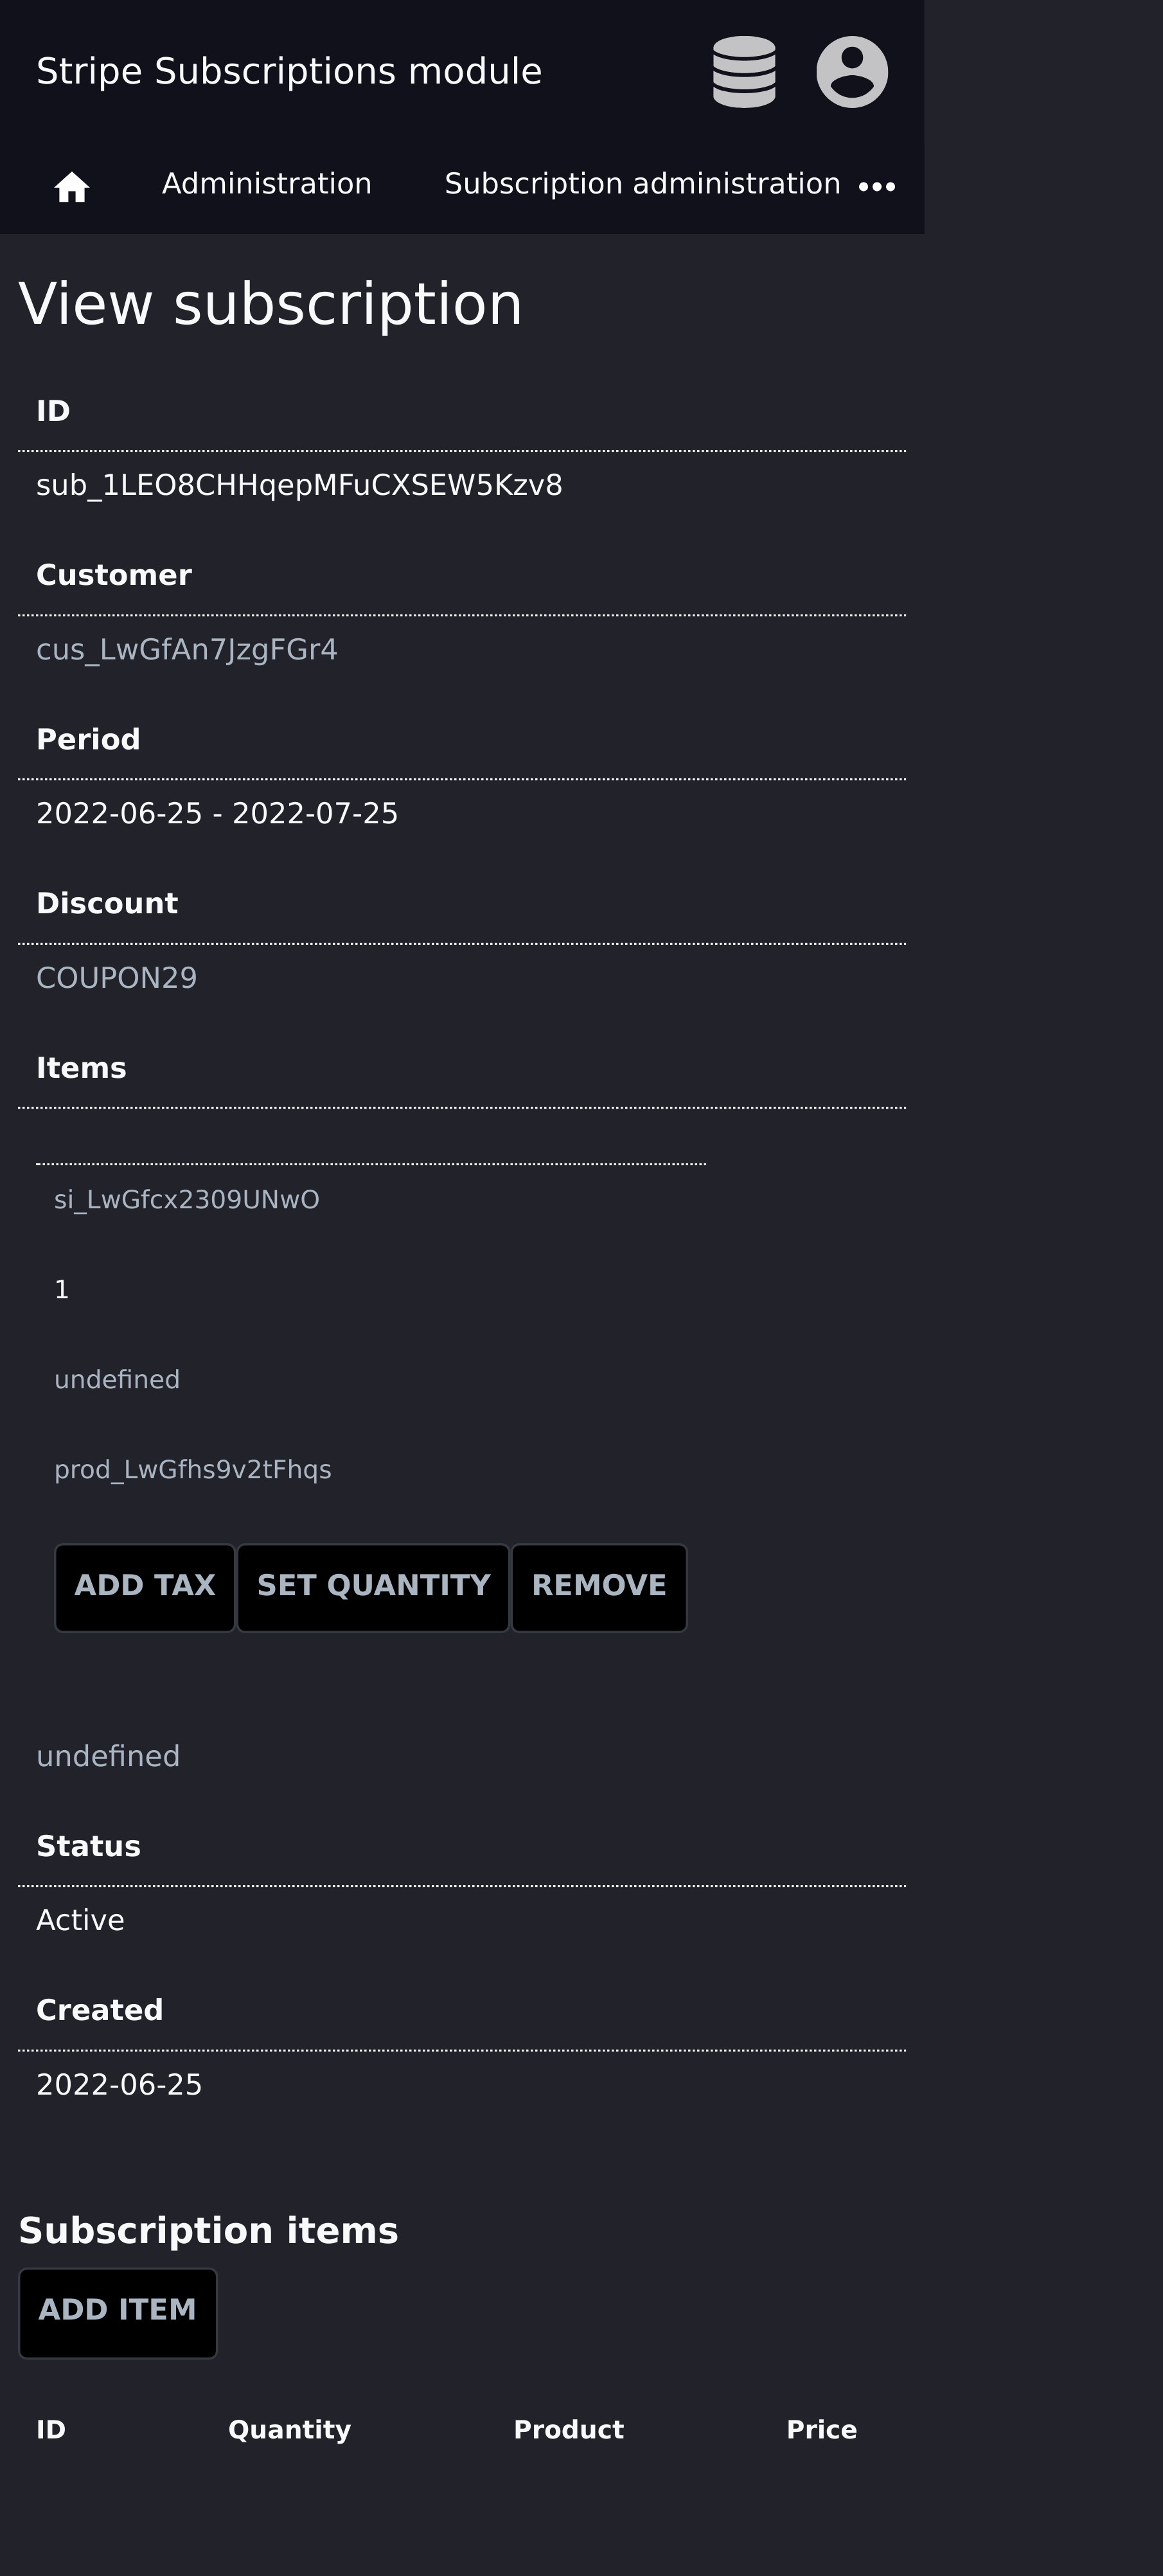 Stripe Subscriptions module
Administration Subscription administration
View subscription
ID
sub_1LEO8CHHqepMFuCXSEW5Kzv8
Customer
cus_LwGfAn7JzgFGr4
Period
2022-06-25 - 2022-07-25
Discount
COUPON29
Items
si_LwGfcx2309UNwO
1
undefined
prod_LwGfhs9v2tFhqs
ADD TAX SET QUANTITY REMOVE
undefined
Status
Active
Created
2022-06-25
Subscription items
ADD ITEM
ID Quantity Product Price